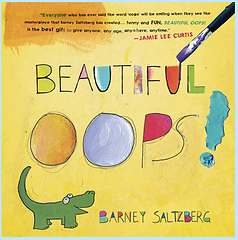 "Everyone who has ever said the word 'oops' will be smiling when they see the
masterpiece that Barney Saltzberg has created... funny and FUN, BEAUTIFUL OOPS!
is the best gift to give anyone, any age, anywhere, anytime."
—JAMIE LEE CURTIS
BEAUTIFUL
OOPS!
BARNEY SALTZBERG